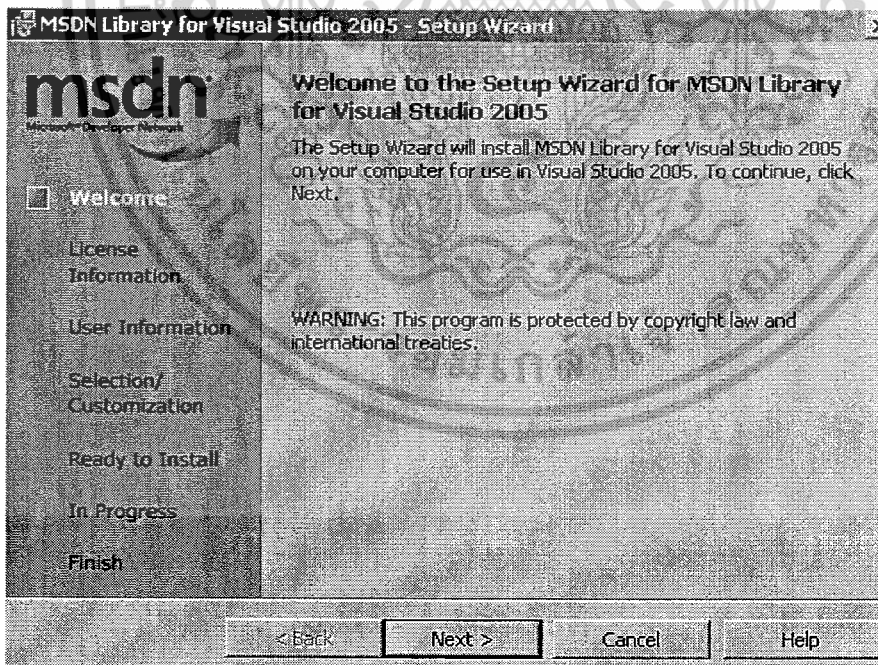 MSDN Library for Visual Studio 2005 - Setup Wizard
msdn
Microsoft Developer Network
Welcome
License
Information
User Information
Selection/
Customization
Ready to Install
In Progress
Finish
Welcome to the Setup Wizard for MSDN Library
for Visual Studio 2005
The Setup Wizard will install MSDN Library for Visual Studio 2005
on your computer for use in Visual Studio 2005. To continue, click
Next.
WARNING: This program is protected by copyright law and
international treaties.
< Back
Next >
Cancel
Help